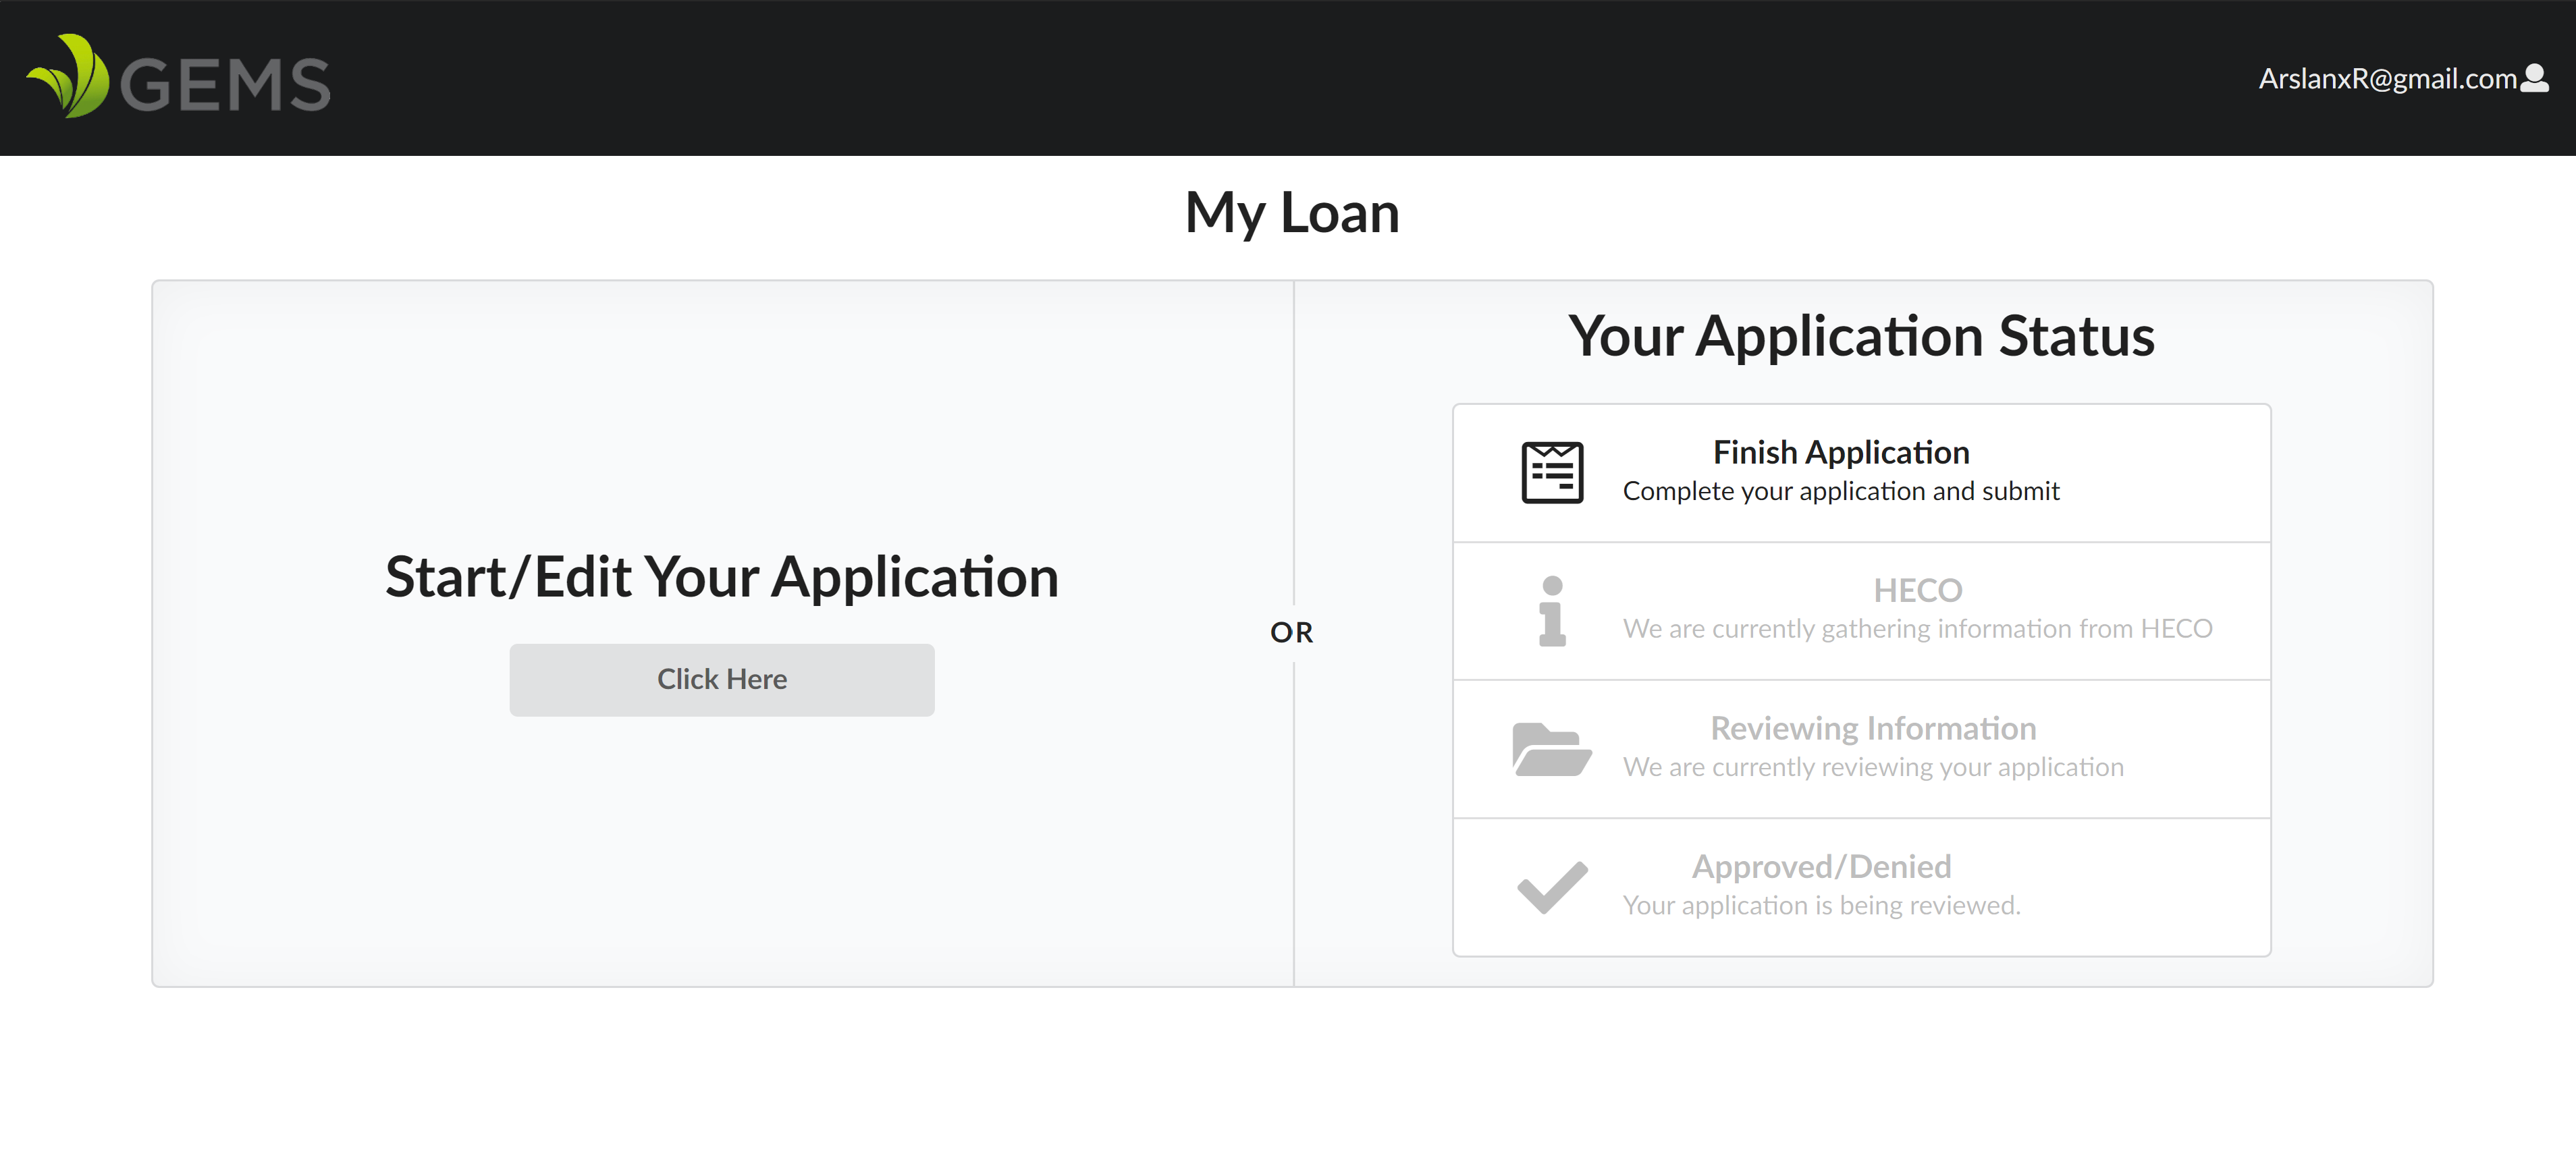 GEMS
ArslanxR@gmail.com
My Loan
Start/Edit Your Application
Click Here
OR
Your Application Status
Finish Application
Complete your application and submit
HECO
We are currently gathering information from HECO
Reviewing Information
We are currently reviewing your application
Approved/Denied
Your application is being reviewed.